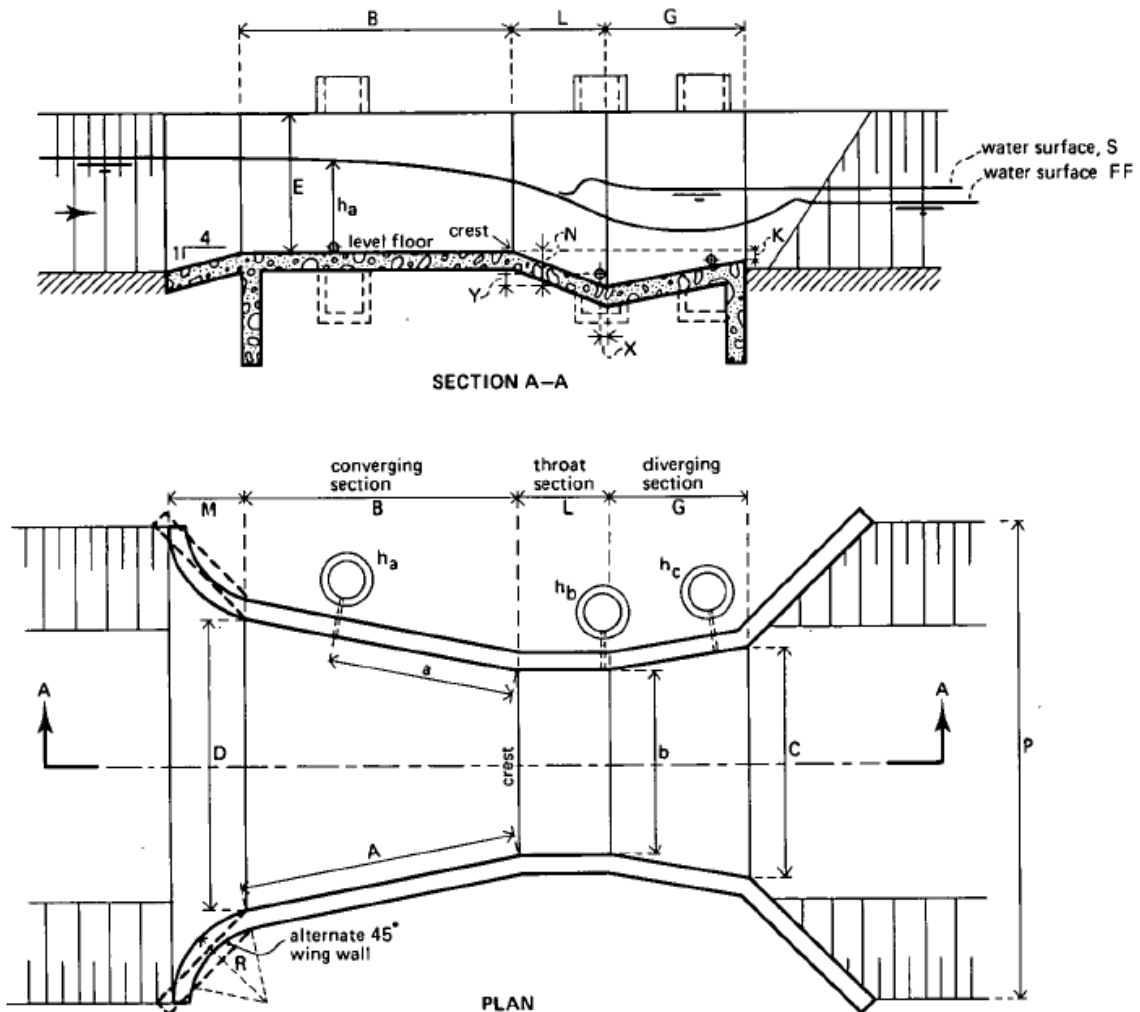 B
L
G
water surface, S
water surface FF
E
h_a
N
K
4
1
level floor
crest
Y
X
SECTION A–A
converging section
throat section
diverging section
M
B
L
G
h_a
h_b
h_c
a
A
A
D
crest
b
C
P
A
alternate 45°
wing wall
R
PLAN